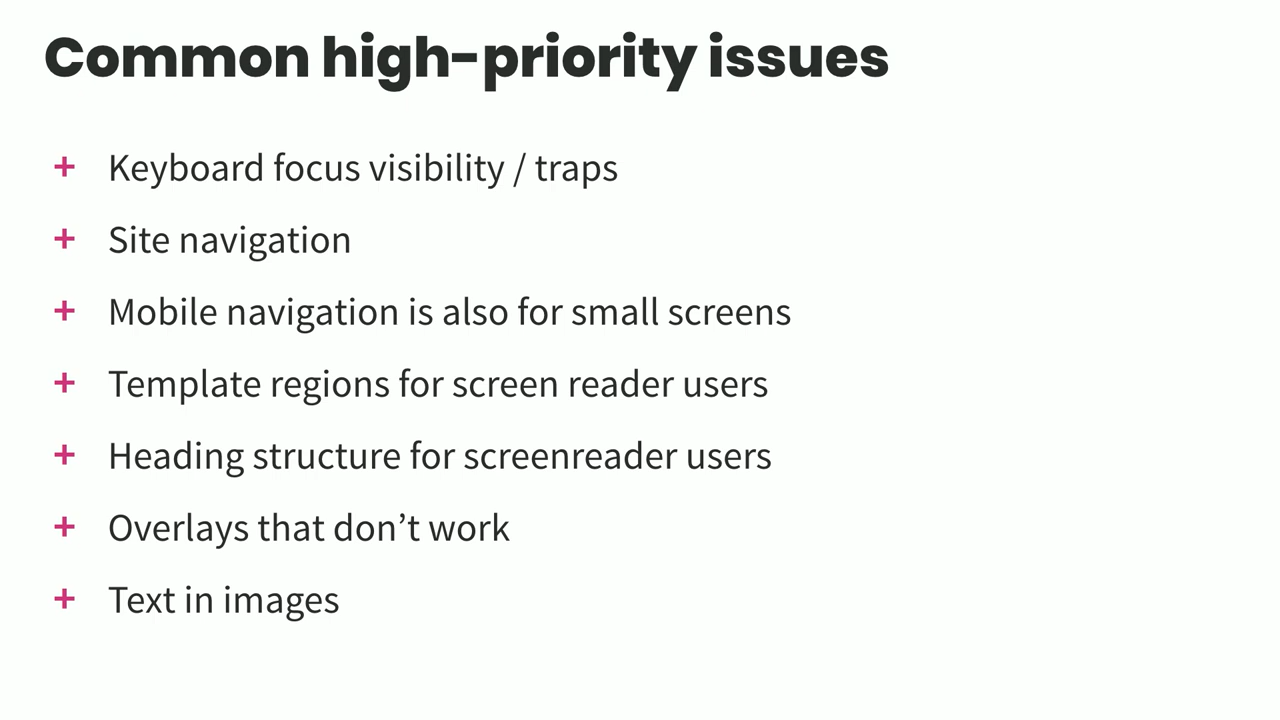 Common high-priority issues
+ Keyboard focus visibility / traps
+ Site navigation
+ Mobile navigation is also for small screens
+ Template regions for screen reader users
+ Heading structure for screenreader users
+ Overlays that don’t work
+ Text in images